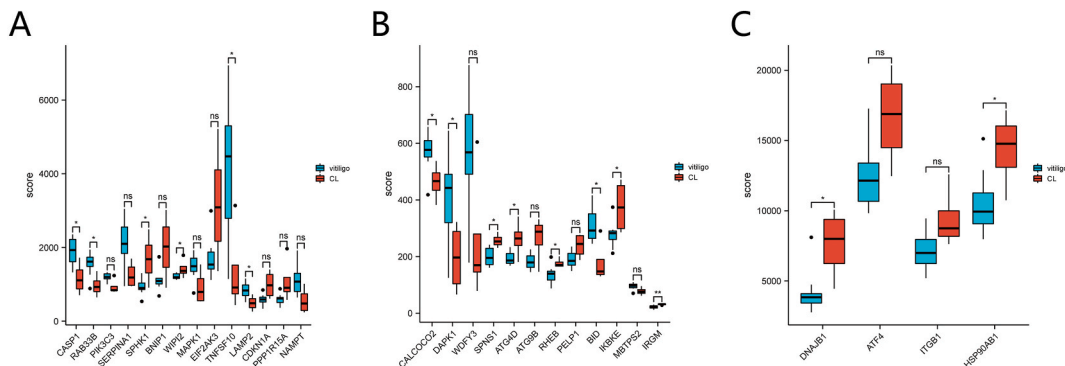 A
B
C
score
6000
4000
2000
0
*
*
ns
ns
*
ns
*
ns
ns
*
*
ns
ns
ns
CASP1
RAB33B
PIK3C3
SERPINA1
SPHK1
BNIP1
WIPI2
MAPK1
EIF2AK3
TNFSF10
LAMP2
CDKN1A
PPP1R15A
NAMPT
vitiligo
CL
score
800
600
400
200
0
*
*
ns
*
*
ns
*
ns
*
*
ns
**
CALCOCO2
DAPK1
WDFY3
SPNS1
ATG4D
ATG9B
RHEB
PELP1
BID
IKBKE
MBTPS2
IRGM
vitiligo
CL
score
20000
15000
10000
5000
*
ns
ns
*
DNAJB1
ATF4
ITGB1
HSP90AB1
vitiligo
CL